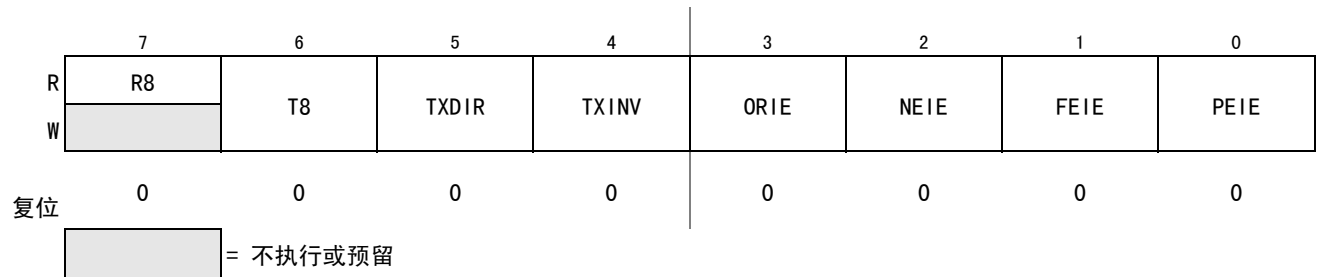 7 6 5 4 3 2 1 0
R R8 T8 TXDIR TXINV ORIE NEIE FEIE PEIE
W
复位 0 0 0 0 0 0 0 0
= 不执行或预留